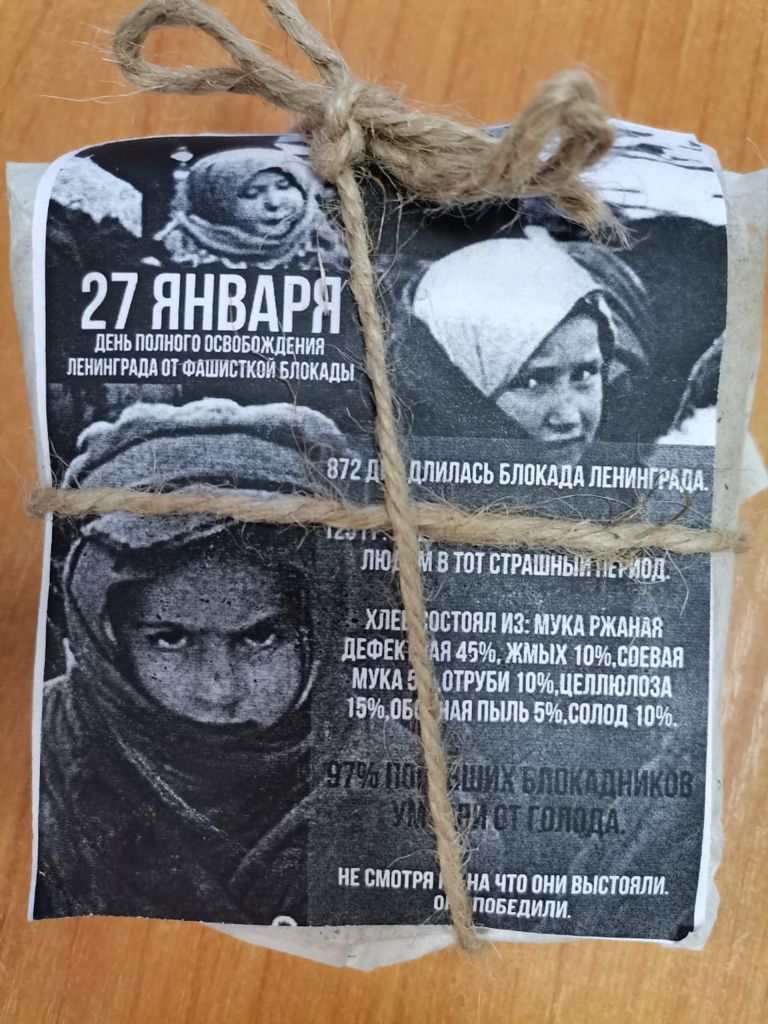 27 ЯНВАРЯ
ДЕНЬ ПОЛНОГО ОСВОБОЖДЕНИЯ
ЛЕНИНГРАДА ОТ ФАШИСТКОЙ БЛОКАДЫ
872 ДЛИЛАСЬ БЛОКАДА ЛЕНИНГРАДА.
В ТОТ СТРАШНЫЙ ПЕРИОД.
СОСТОЯЛ ИЗ: МУКА РЖАНАЯ
45%, ЖМЫХ 10%,СОЕВАЯ
МУКА ОТРУБИ 10%,ЦЕЛЛЮЛОЗА
15%, ПЫЛЬ 5%,СОЛОД 10%.
97% БЛОКАДНИКОВ
ОТ ГОЛОДА.
НЕ СМОТРЯ НА ЧТО ОНИ ВЫСТОЯЛИ.
ПОБЕДИЛИ.